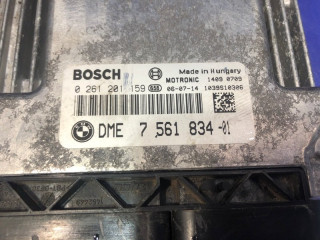 BOSCH Made in Hungary
MOTRONIC 1409 0709
0 261 201 159 06-07-14 1039S10306
DME 7 561 834 -01